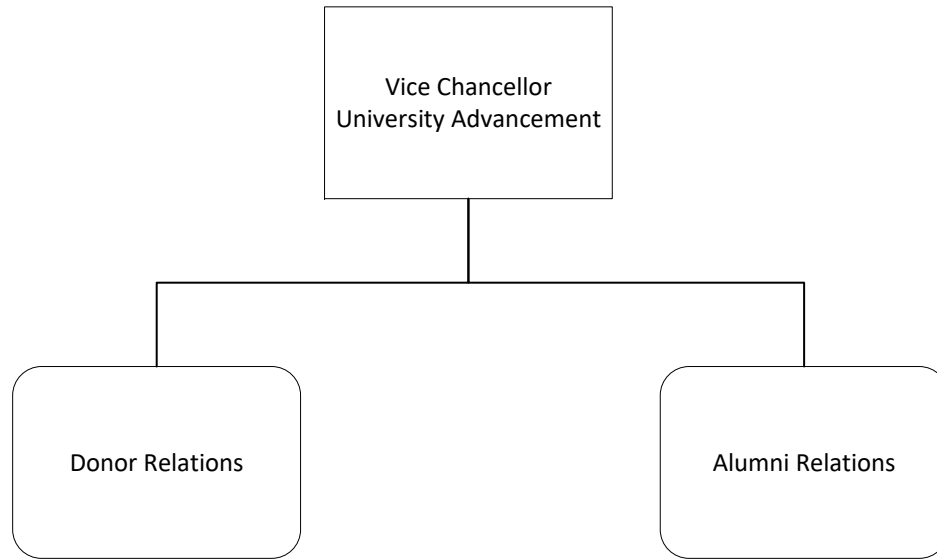 Vice Chancellor
University Advancement
Donor Relations
Alumni Relations